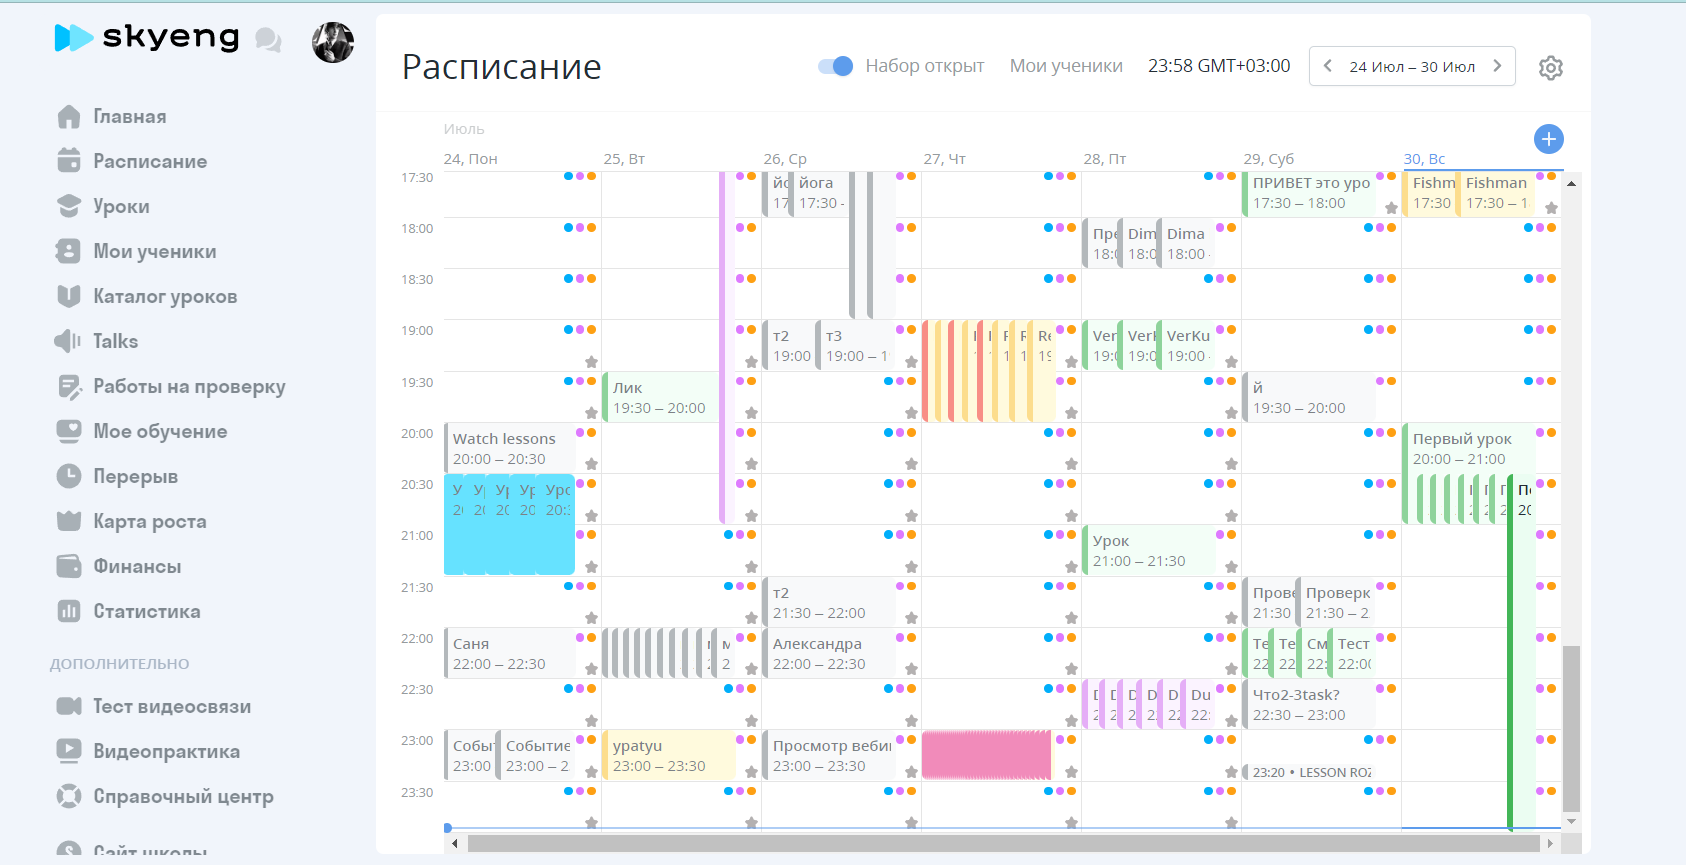 skyeng
Главная
Расписание
Уроки
Мои ученики
Каталог уроков
Talks
Работы на проверку
Мое обучение
Перерыв
Карта роста
Финансы
Статистика
ДОПОЛНИТЕЛЬНО
Тест видеосвязи
Видеопрактика
Справочный центр
Сайт школы
Расписание
Набор открыт
Мои ученики
23:58 GMT+03:00
24 Июл – 30 Июл
Июль
24, Пон 25, Вт 26, Ср 27, Чт 28, Пт 29, Суб 30, Вс
17:30
йога
17:30 -
ПРИВЕТ это уро
17:30 – 18:00
Fishm Fishman
17:30 17:30 – 1
18:00
Пре Dim Dima
18:0 18:0 18:00
18:30
19:00
т2 т3
19:00 19:00 – 1
Ver Ver VerKu
19:0 19:0 19:00
19:30
Лик
19:30 – 20:00
й
19:30 – 20:00
20:00
Watch lessons
20:00 – 20:30
Первый урок
20:00 – 21:00
20:30
У Ур Ур Ур Уро
20 20 20 20 20:
21:00
Урок
21:00 – 21:30
21:30
т2
21:30 – 22:00
Прове Проверк
21:30 21:30 – 2
22:00
Саня
22:00 – 22:30
Александра
22:00 – 22:30
Те Те См Тест
22 22 22: 22:00
22:30
D D D D D Du
2 2 2 2 22 22:
Что2-3task?
22:30 – 23:00
23:00
Событ Событие
23:00 23:00 – 2
ypatyu
23:00 – 23:30
Просмотр веби
23:00 – 23:30
23:20 • LESSON ROZ
23:30